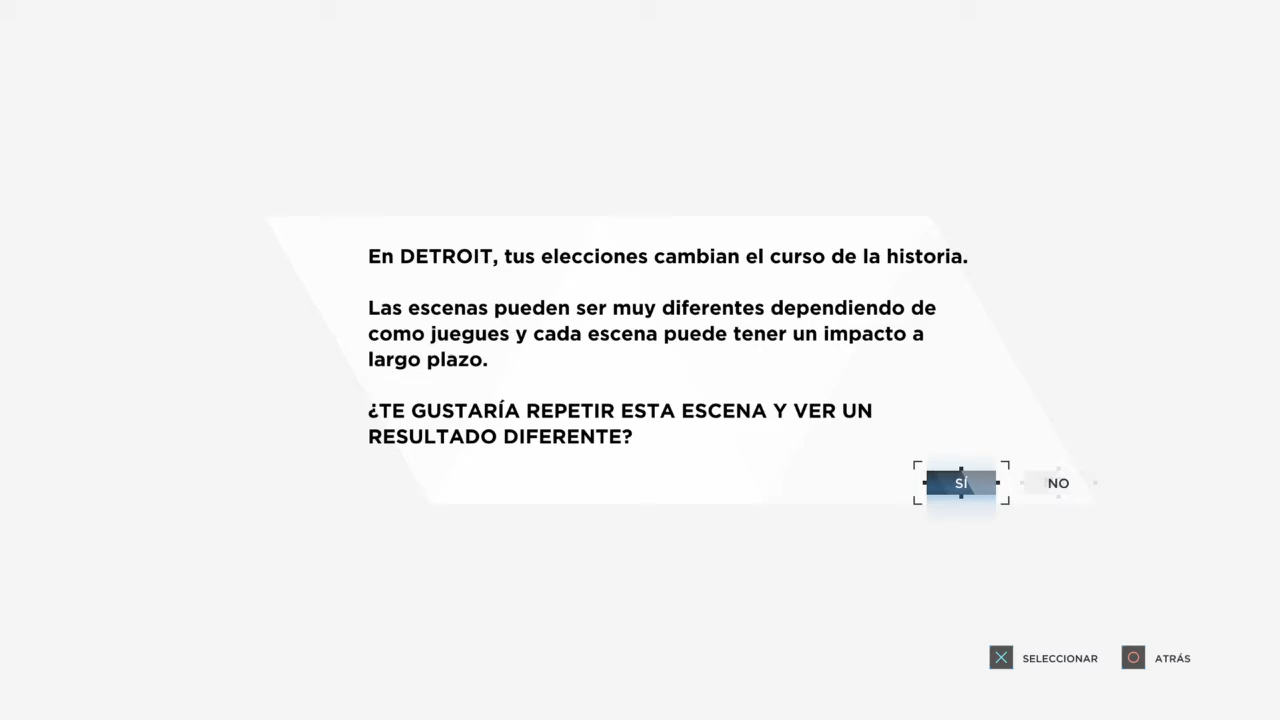 En DETROIT, tus elecciones cambian el curso de la historia.
Las escenas pueden ser muy diferentes dependiendo de
como juegues y cada escena puede tener un impacto a
largo plazo.
¿TE GUSTARÍA REPETIR ESTA ESCENA Y VER UN
RESULTADO DIFERENTE?
SÍ NO
SELECCIONAR ATRÁS